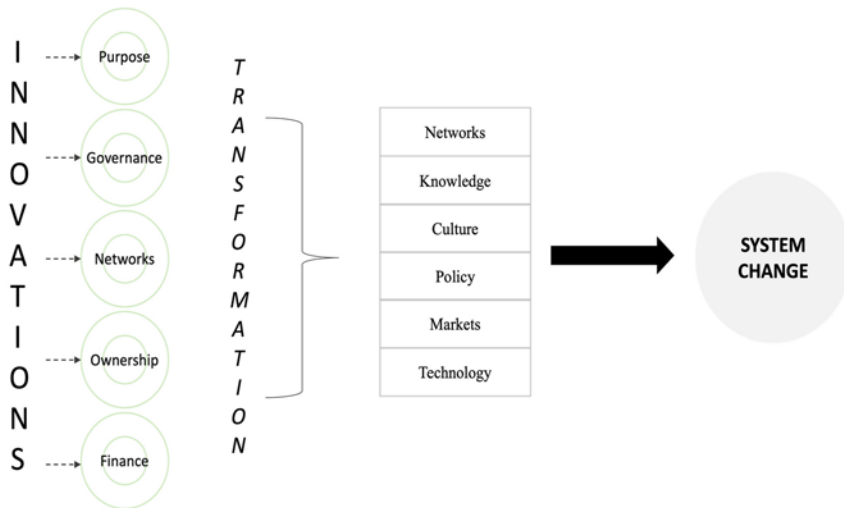 INNOVATIONS
Purpose
Governance
Networks
Ownership
Finance
TRANSFORMATION
Networks
Knowledge
Culture
Policy
Markets
Technology
SYSTEM
CHANGE